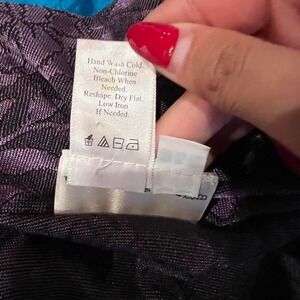 Hand Wash Cold.
Non-Chlorine
Bleach When
Needed.
Reshape. Dry Flat.
Low Iron
If Needed.